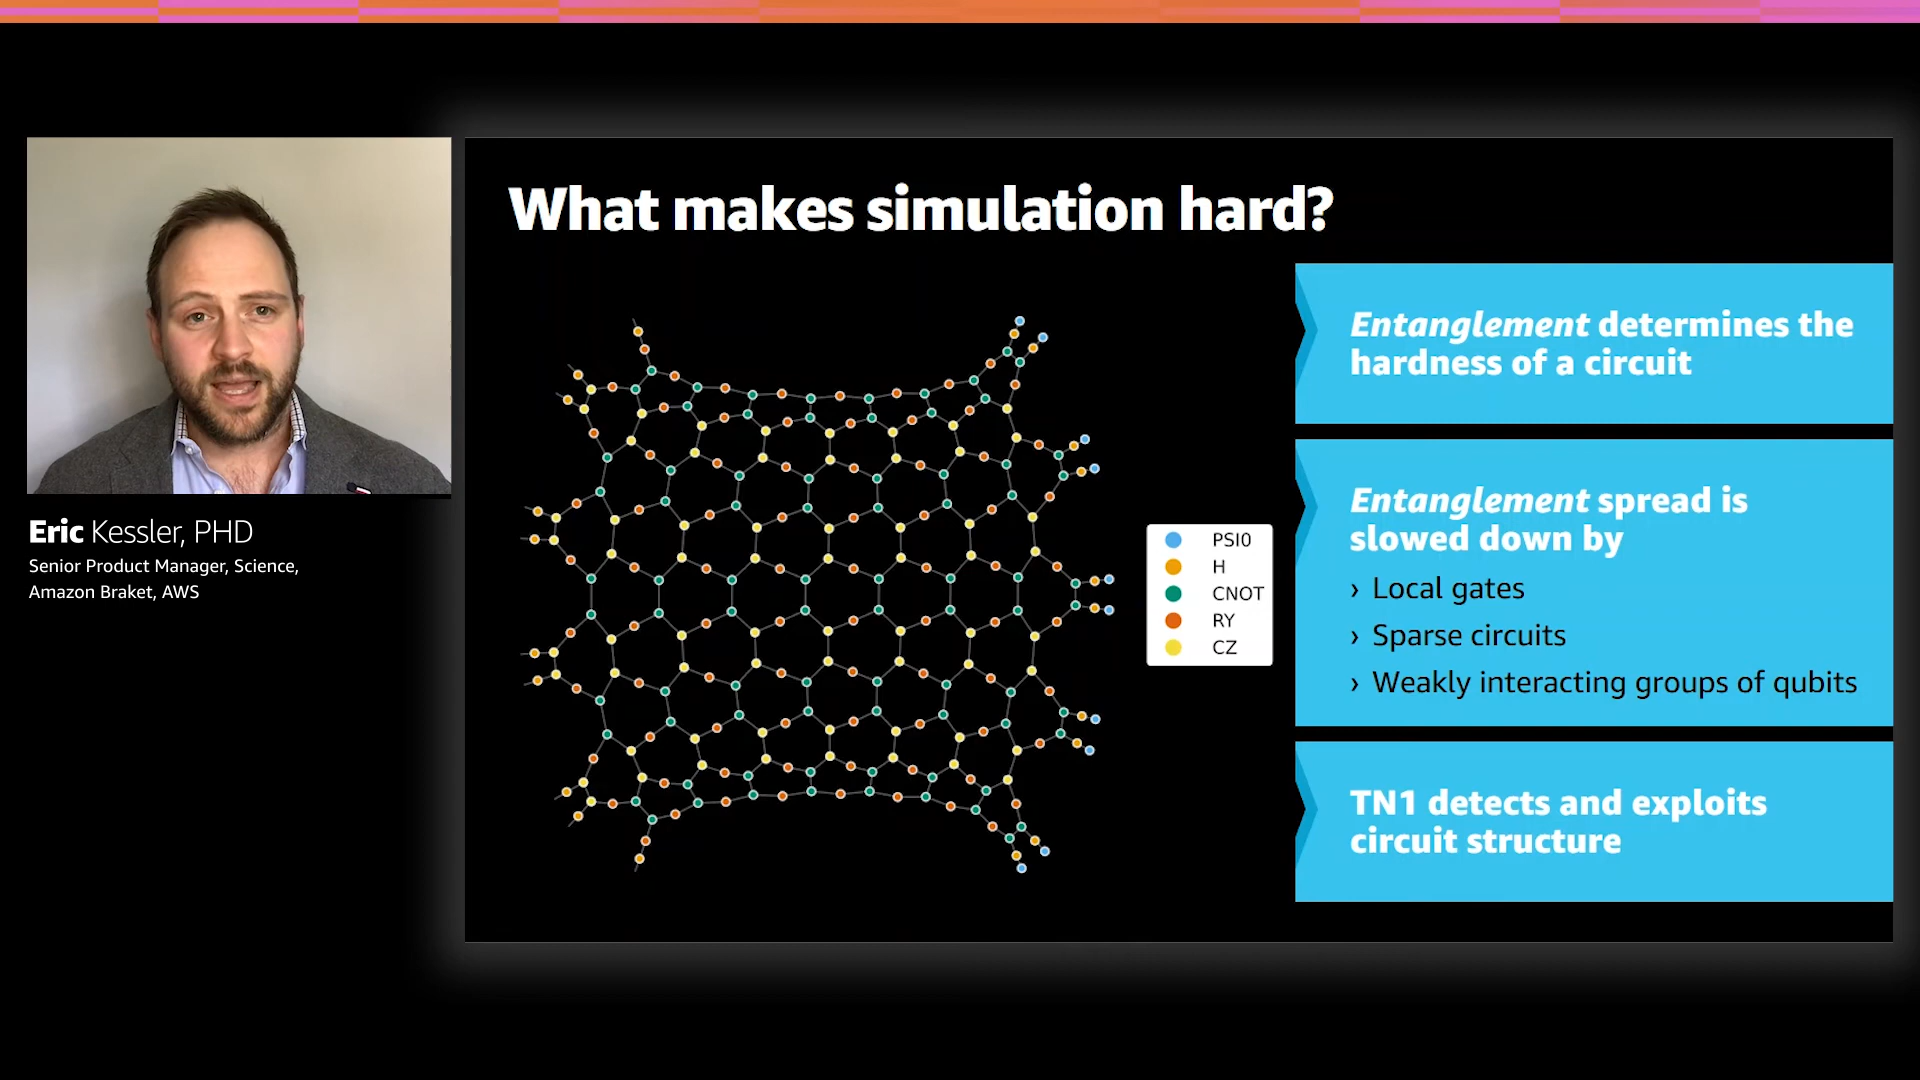 What makes simulation hard?
Eric Kessler, PHD
Senior Product Manager, Science,
Amazon Braket, AWS
PSI0
H
CNOT
RY
CZ
Entanglement determines the
hardness of a circuit
Entanglement spread is
slowed down by
› Local gates
› Sparse circuits
› Weakly interacting groups of qubits
TN1 detects and exploits
circuit structure